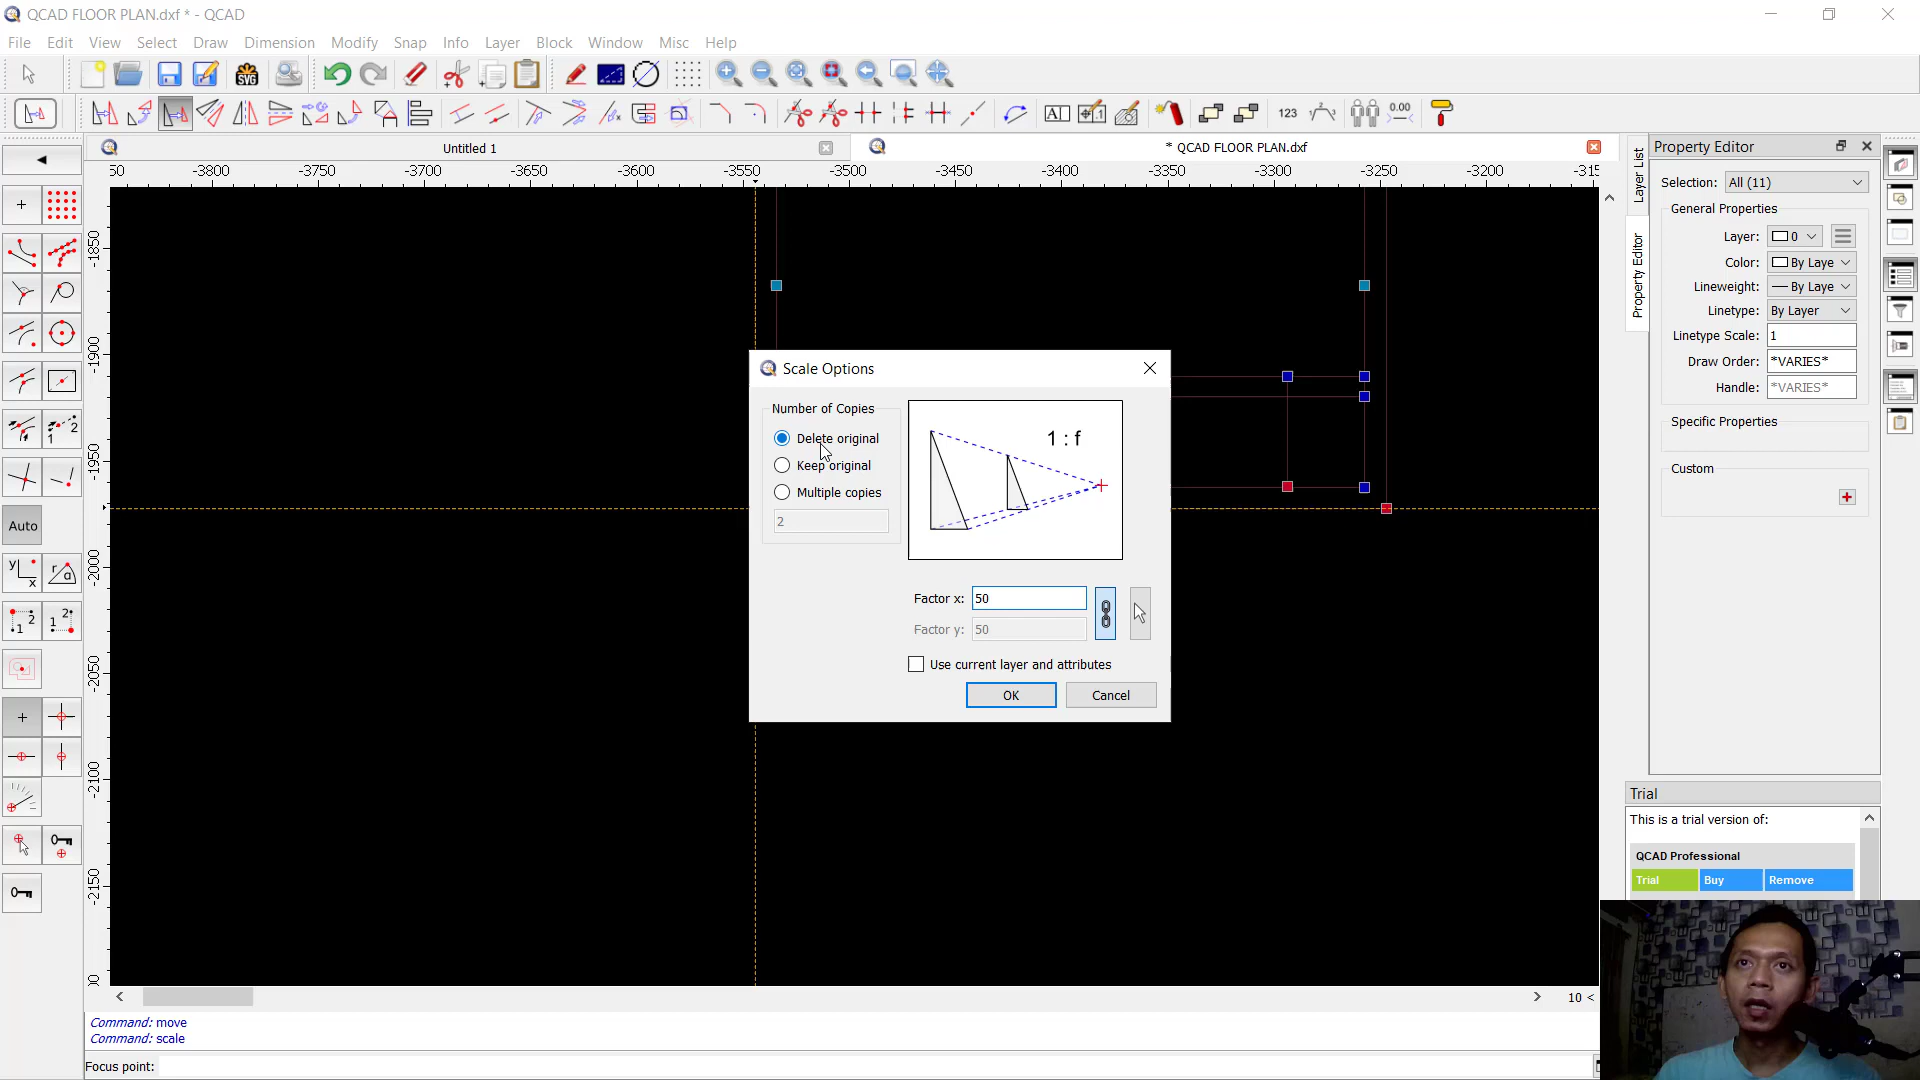 QCAD FLOOR PLAN.dxf * - QCAD
File Edit View Select Draw Dimension Modify Snap Info Layer Block Window Misc Help
SVG
123 0.00
Untitled 1
* QCAD FLOOR PLAN.dxf
50 -3800 -3750 -3700 -3650 -3600 -3550 -3500 -3450 -3400 -3350 -3300 -3250 -3200 -315
-1850
-1900
-1950
-2000
-2050
-2100
-2150
Auto
Scale Options
Number of Copies
Delete original
Keep original
Multiple copies
2
1 : f
Factor x: 50
Factor y: 50
Use current layer and attributes
OK Cancel
Layer List
Property Editor
Property Editor
Selection: All (11)
General Properties
Layer: 0
Color: By Laye
Lineweight: By Laye
Linetype: By Layer
Linetype Scale: 1
Draw Order: *VARIES*
Handle: *VARIES*
Specific Properties
Custom
Trial
This is a trial version of:
QCAD Professional
Trial Buy Remove
10 <
Command: move
Command: scale
Focus point: